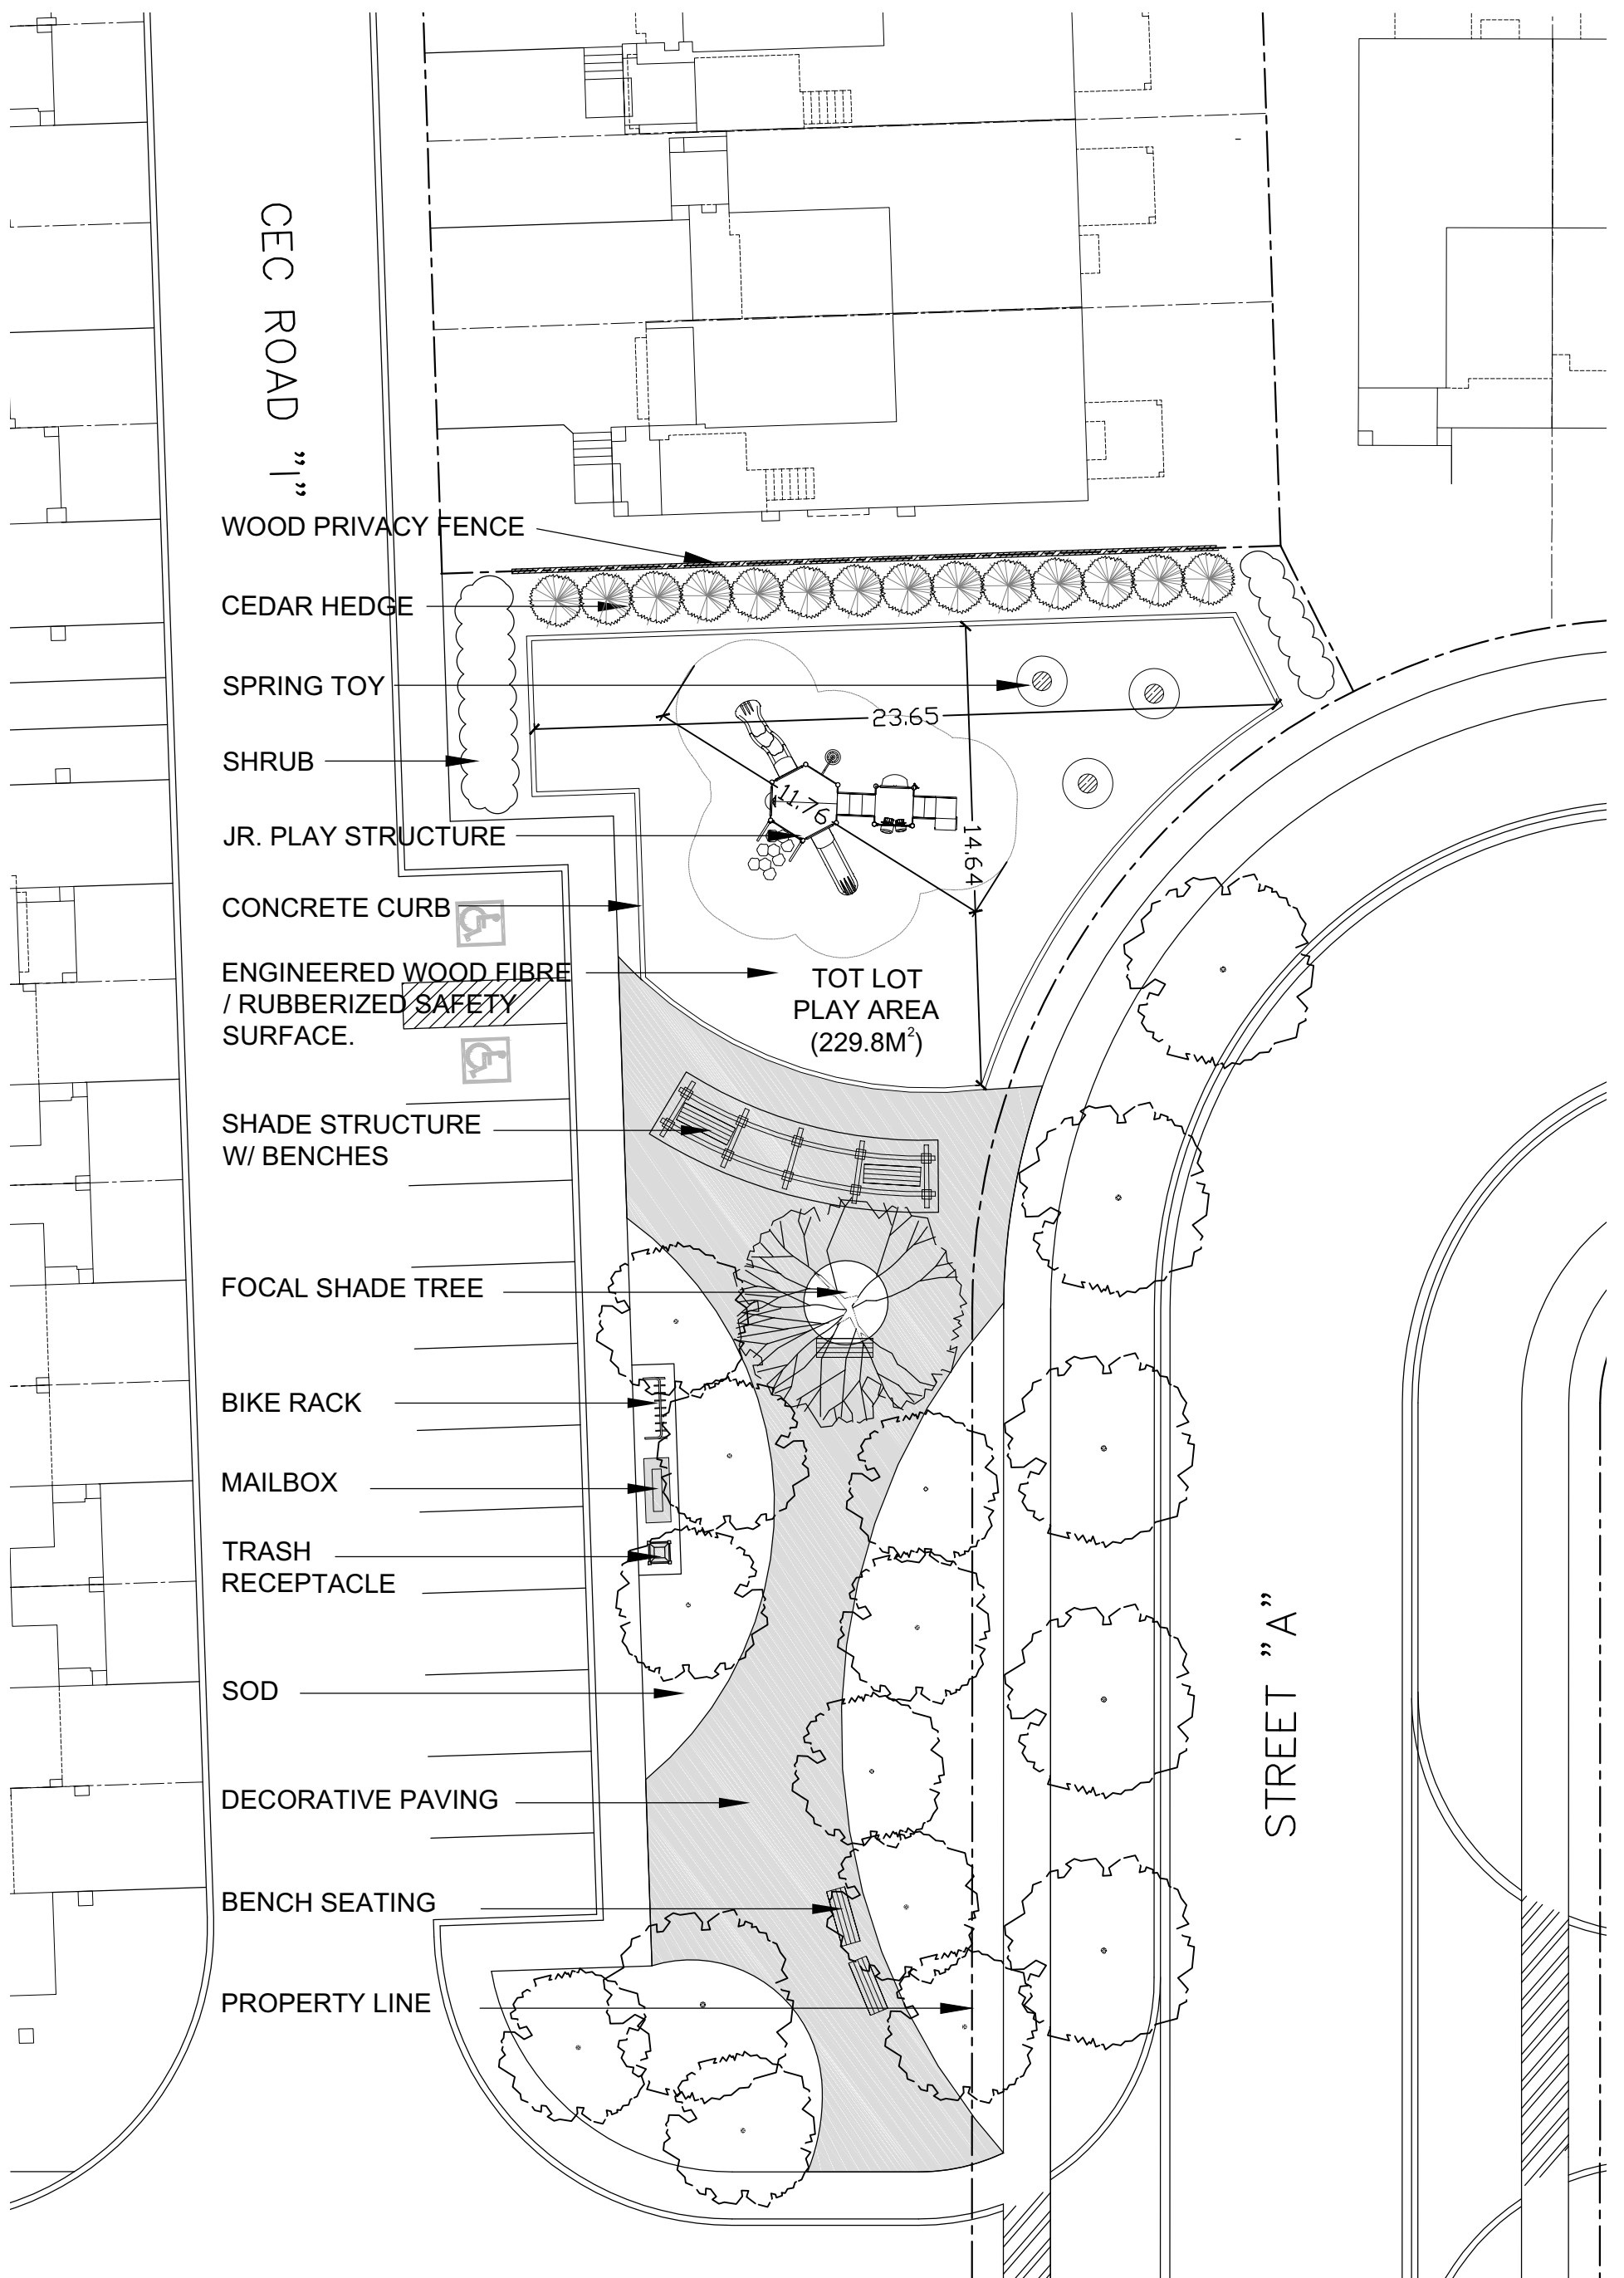 CEC ROAD "I"
WOOD PRIVACY FENCE
CEDAR HEDGE
SPRING TOY
23.65
SHRUB
11.76
JR. PLAY STRUCTURE
14.64
CONCRETE CURB
ENGINEERED WOOD FIBRE
/ RUBBERIZED SAFETY
SURFACE.
TOT LOT
PLAY AREA
(229.8M²)
SHADE STRUCTURE
W/ BENCHES
FOCAL SHADE TREE
BIKE RACK
MAILBOX
TRASH
RECEPTACLE
SOD
STREET "A"
DECORATIVE PAVING
BENCH SEATING
PROPERTY LINE